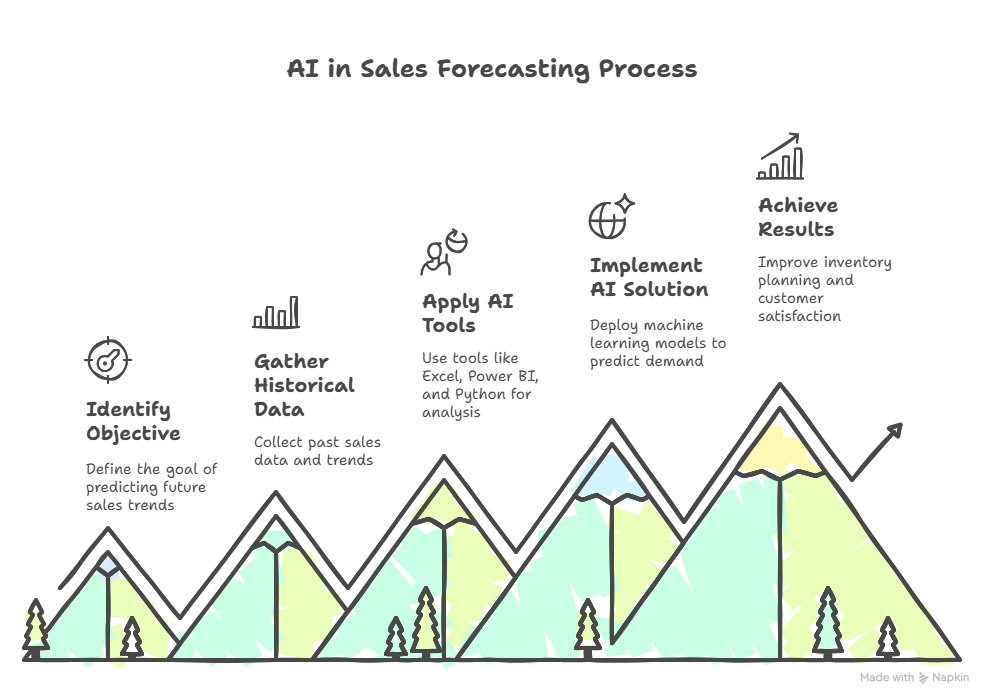 AI in Sales Forecasting Process
Identify
Objective
Define the goal of
predicting future
sales trends
Gather
Historical
Data
Collect past sales
data and trends
Apply AI
Tools
Use tools like
Excel, Power BI,
and Python for
analysis
Implement
AI Solution
Deploy machine
learning models to
predict demand
Achieve
Results
Improve inventory
planning and
customer
satisfaction
Made with Napkin